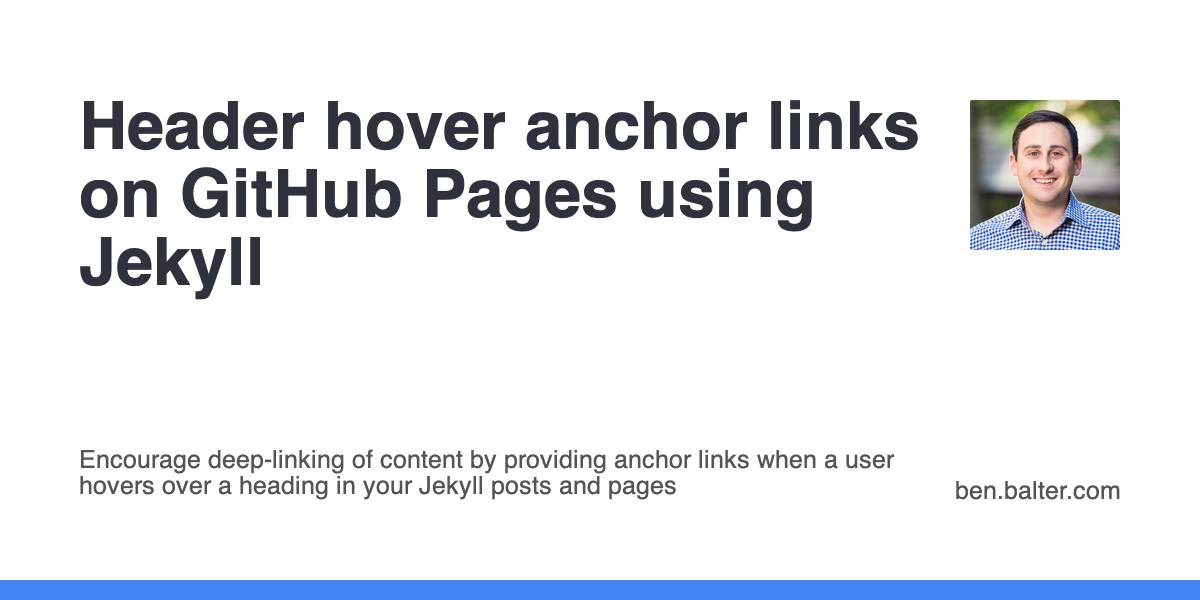 Header hover anchor links
on GitHub Pages using
Jekyll
Encourage deep-linking of content by providing anchor links when a user
hovers over a heading in your Jekyll posts and pages
ben.balter.com